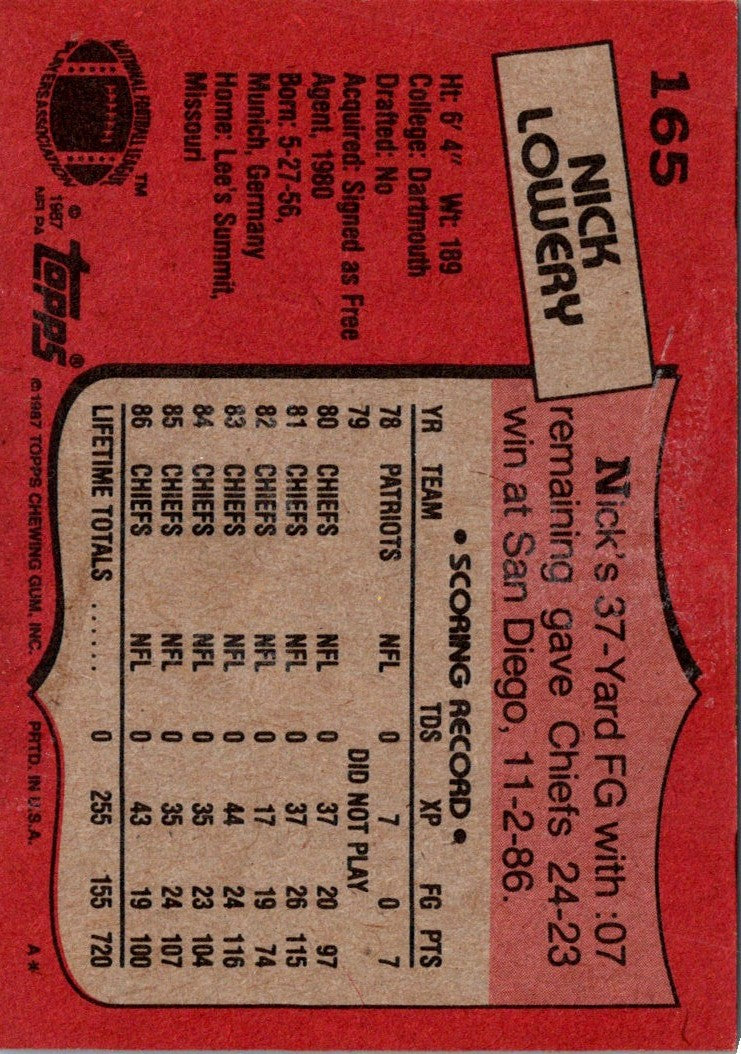 165
NICK
LOWERY
Ht: 6' 4" Wt: 189
College: Dartmouth
Drafted: No
Acquired: Signed as Free
Agent, 1980
Born: 5-27-56,
Munich, Germany
Home: Lee's Summit,
Missouri
NATIONAL FOOTBALL LEAGUE
PLAYERS ASSOCIATION
TM
© 1987
NFLPA
topps®
Nick's 37-Yard FG with :07
remaining gave Chiefs 24-23
win at San Diego, 11-2-86.
• SCORING RECORD •
YR TEAM TDS XP FG PTS
78 PATRIOTS NFL 0 7 0 7
79 DID NOT PLAY
80 CHIEFS NFL 0 37 20 97
81 CHIEFS NFL 0 37 26 115
82 CHIEFS NFL 0 17 19 74
83 CHIEFS NFL 0 44 24 116
84 CHIEFS NFL 0 35 23 104
85 CHIEFS NFL 0 35 24 107
86 CHIEFS NFL 0 43 19 100
LIFETIME TOTALS ...... 0 255 155 720
© 1987 TOPPS CHEWING GUM, INC. PRTD. IN U.S.A. A*